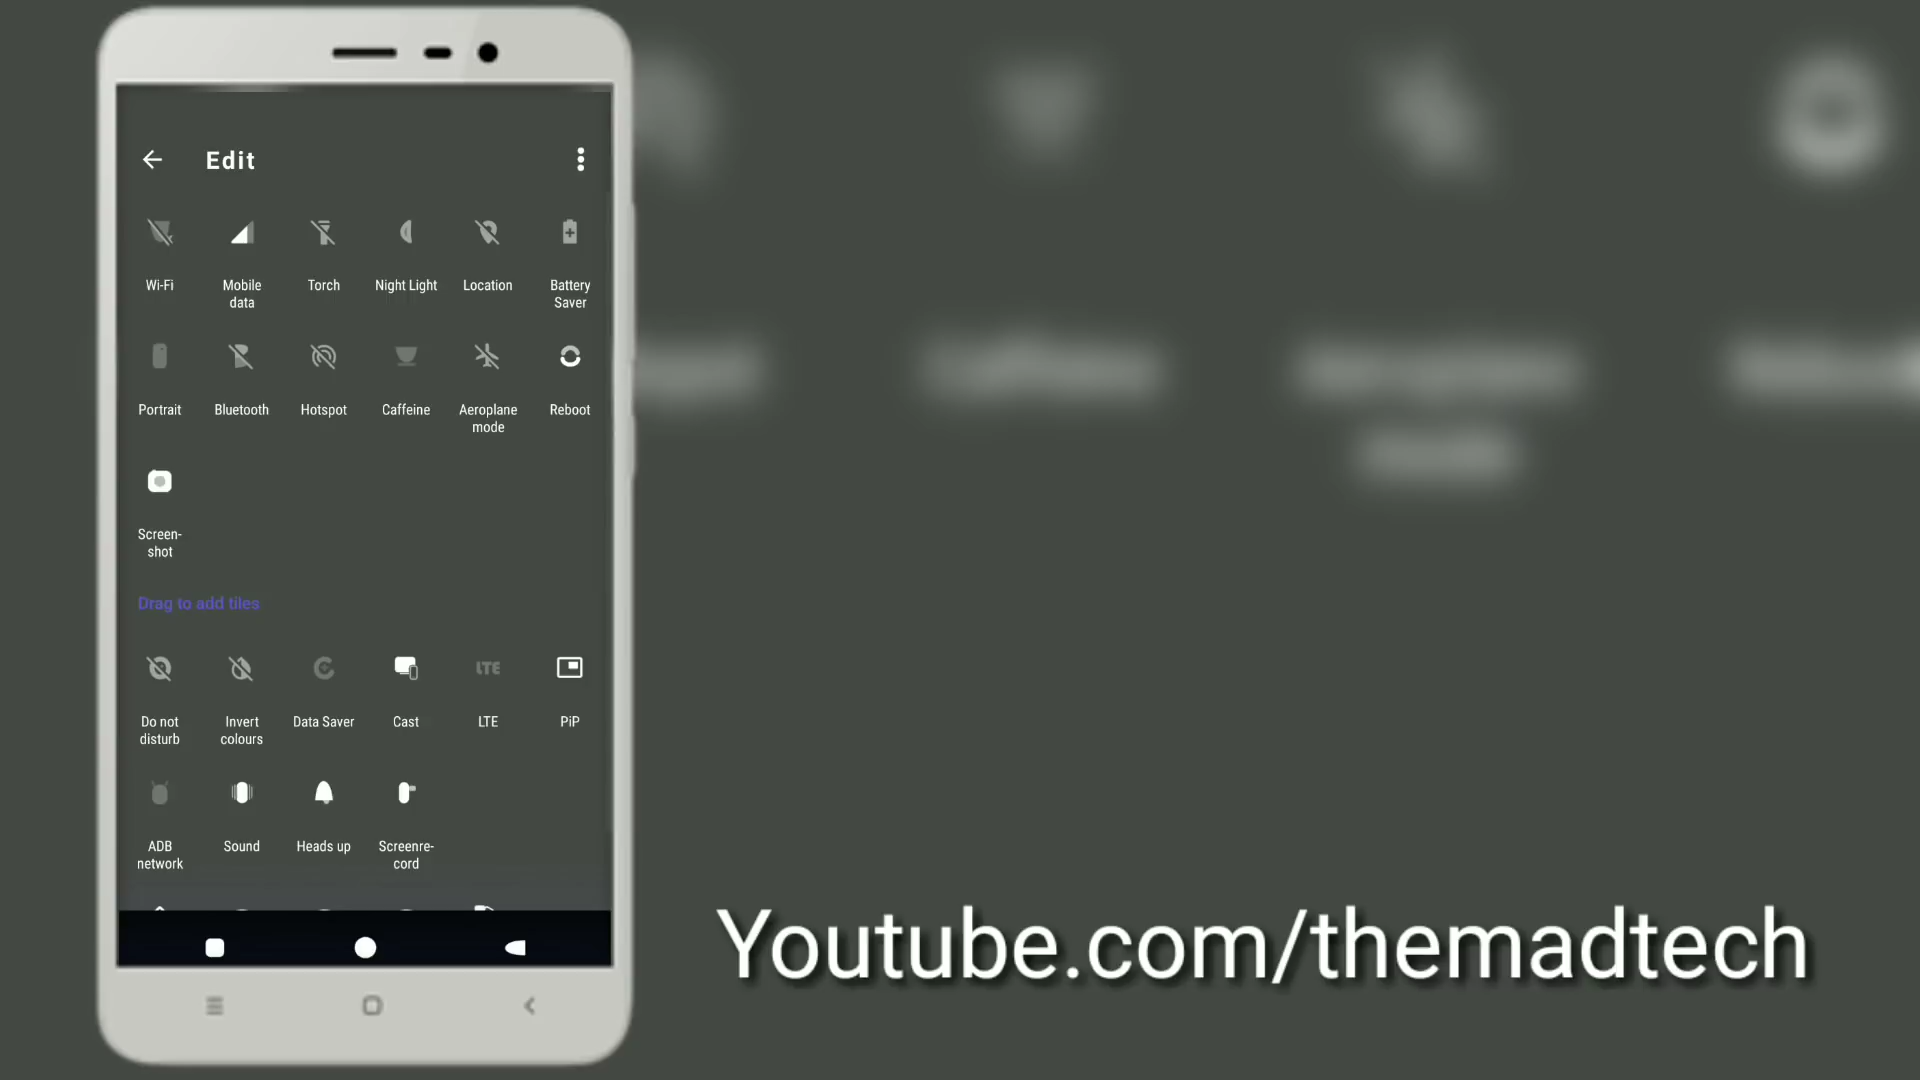 Edit
Wi-Fi
Mobile
data
Torch
Night Light
Location
Battery
Saver
Portrait
Bluetooth
Hotspot
Caffeine
Aeroplane
mode
Reboot
Screen-
shot
Drag to add tiles
Do not
disturb
Invert
colours
Data Saver
Cast
LTE
LTE
PiP
ADB
network
Sound
Heads up
Screenre-
cord
Youtube.com/themadtech